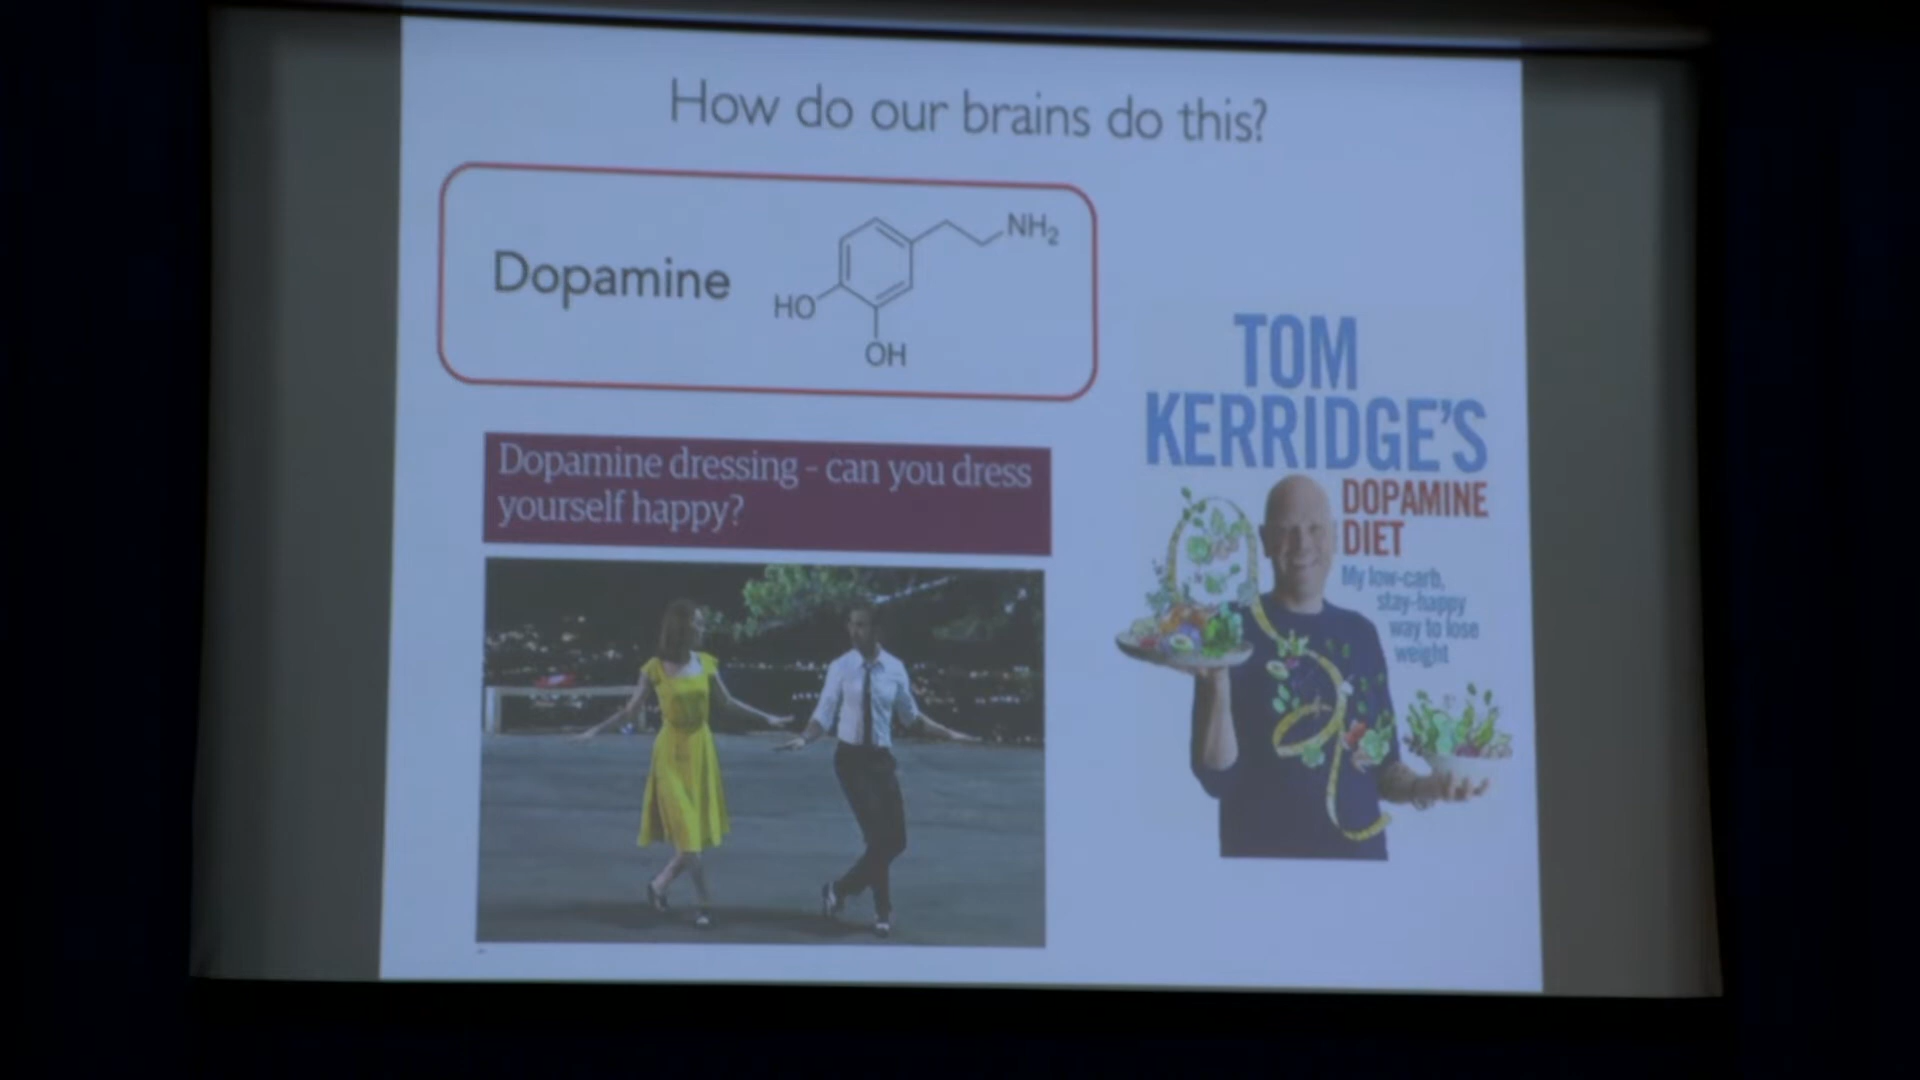 How do our brains do this?
Dopamine
NH₂
HO
OH
TOM
KERRIDGE'S
DOPAMINE
DIET
My low-carb,
stay-happy
way to lose
weight
Dopamine dressing - can you dress
yourself happy?